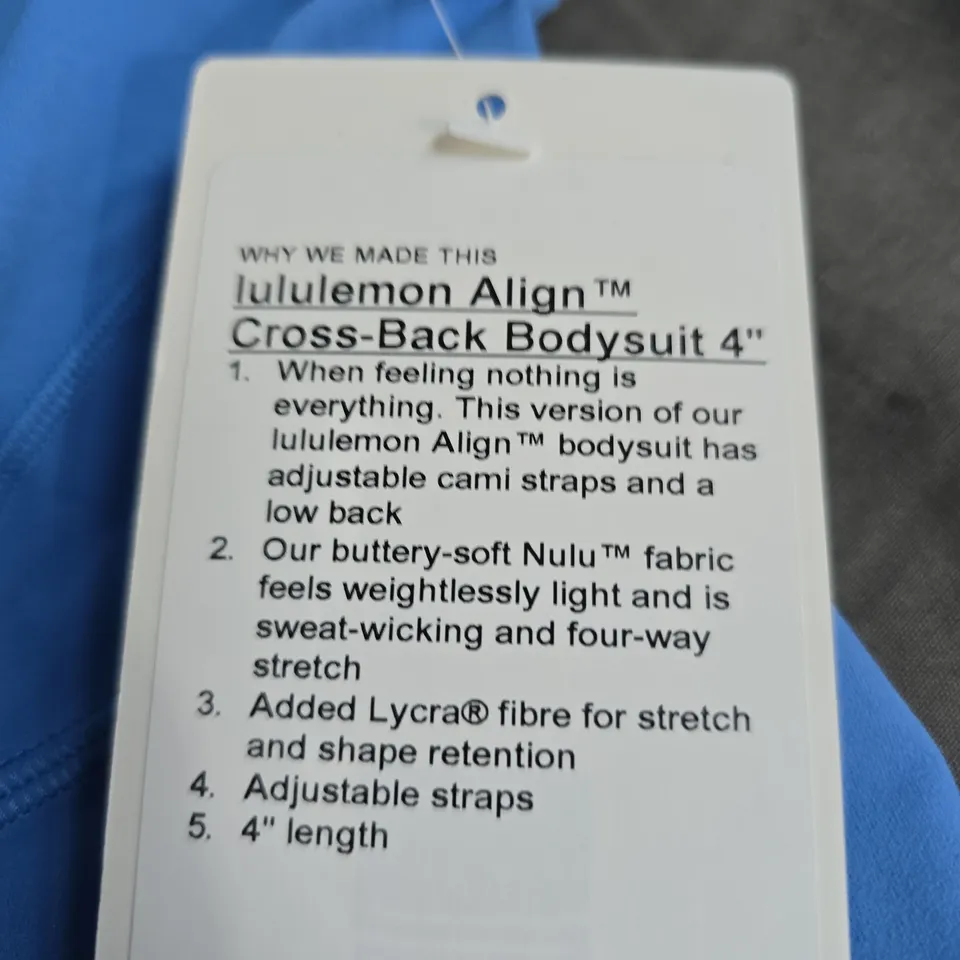 WHY WE MADE THIS
lululemon Align™
Cross-Back Bodysuit 4"
1. When feeling nothing is
everything. This version of our
lululemon Align™ bodysuit has
adjustable cami straps and a
low back
2. Our buttery-soft Nulu™ fabric
feels weightlessly light and is
sweat-wicking and four-way
stretch
3. Added Lycra® fibre for stretch
and shape retention
4. Adjustable straps
5. 4" length